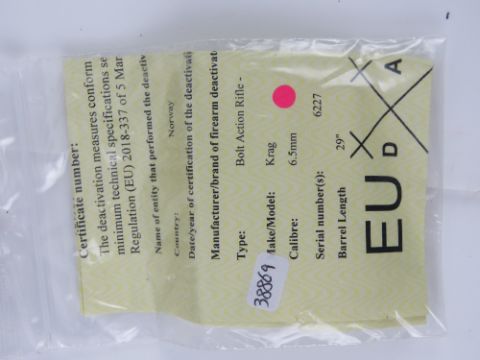 Certificate number:
The deactivation measures conform
minimum technical specifications se
Regulation (EU) 2018-337 of 5 Mar
Name of entity that performed the deactiv
Country: Norway
Date/year of certification of the deactivati
Manufacturer/brand of firearm deactivate
Type: Bolt Action Rifle -
Make/Model: Krag
Calibre: 6.5mm
Serial number(s): 6227
Barrel Length 29"
EU D A
38869